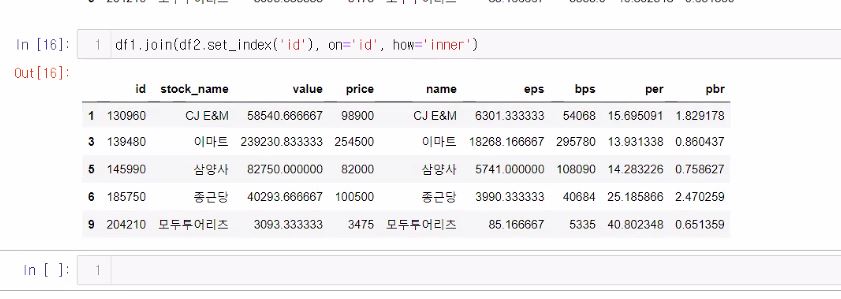 In [16]: 1 df1.join(df2.set_index('id'), on='id', how='inner')
Out[16]:
id stock_name value price name eps bps per pbr
1 130960 CJ E&M 58540.666667 98900 CJ E&M 6301.333333 54068 15.695091 1.829178
3 139480 이마트 239230.833333 254500 이마트 18268.166667 295780 13.931338 0.860437
5 145990 삼양사 82750.000000 82000 삼양사 5741.000000 108090 14.283226 0.758627
6 185750 종근당 40293.666667 100500 종근당 3990.333333 40684 25.185866 2.470259
9 204210 모두투어리츠 3093.333333 3475 모두투어리츠 85.166667 5335 40.802348 0.651359
In [ ]: 1